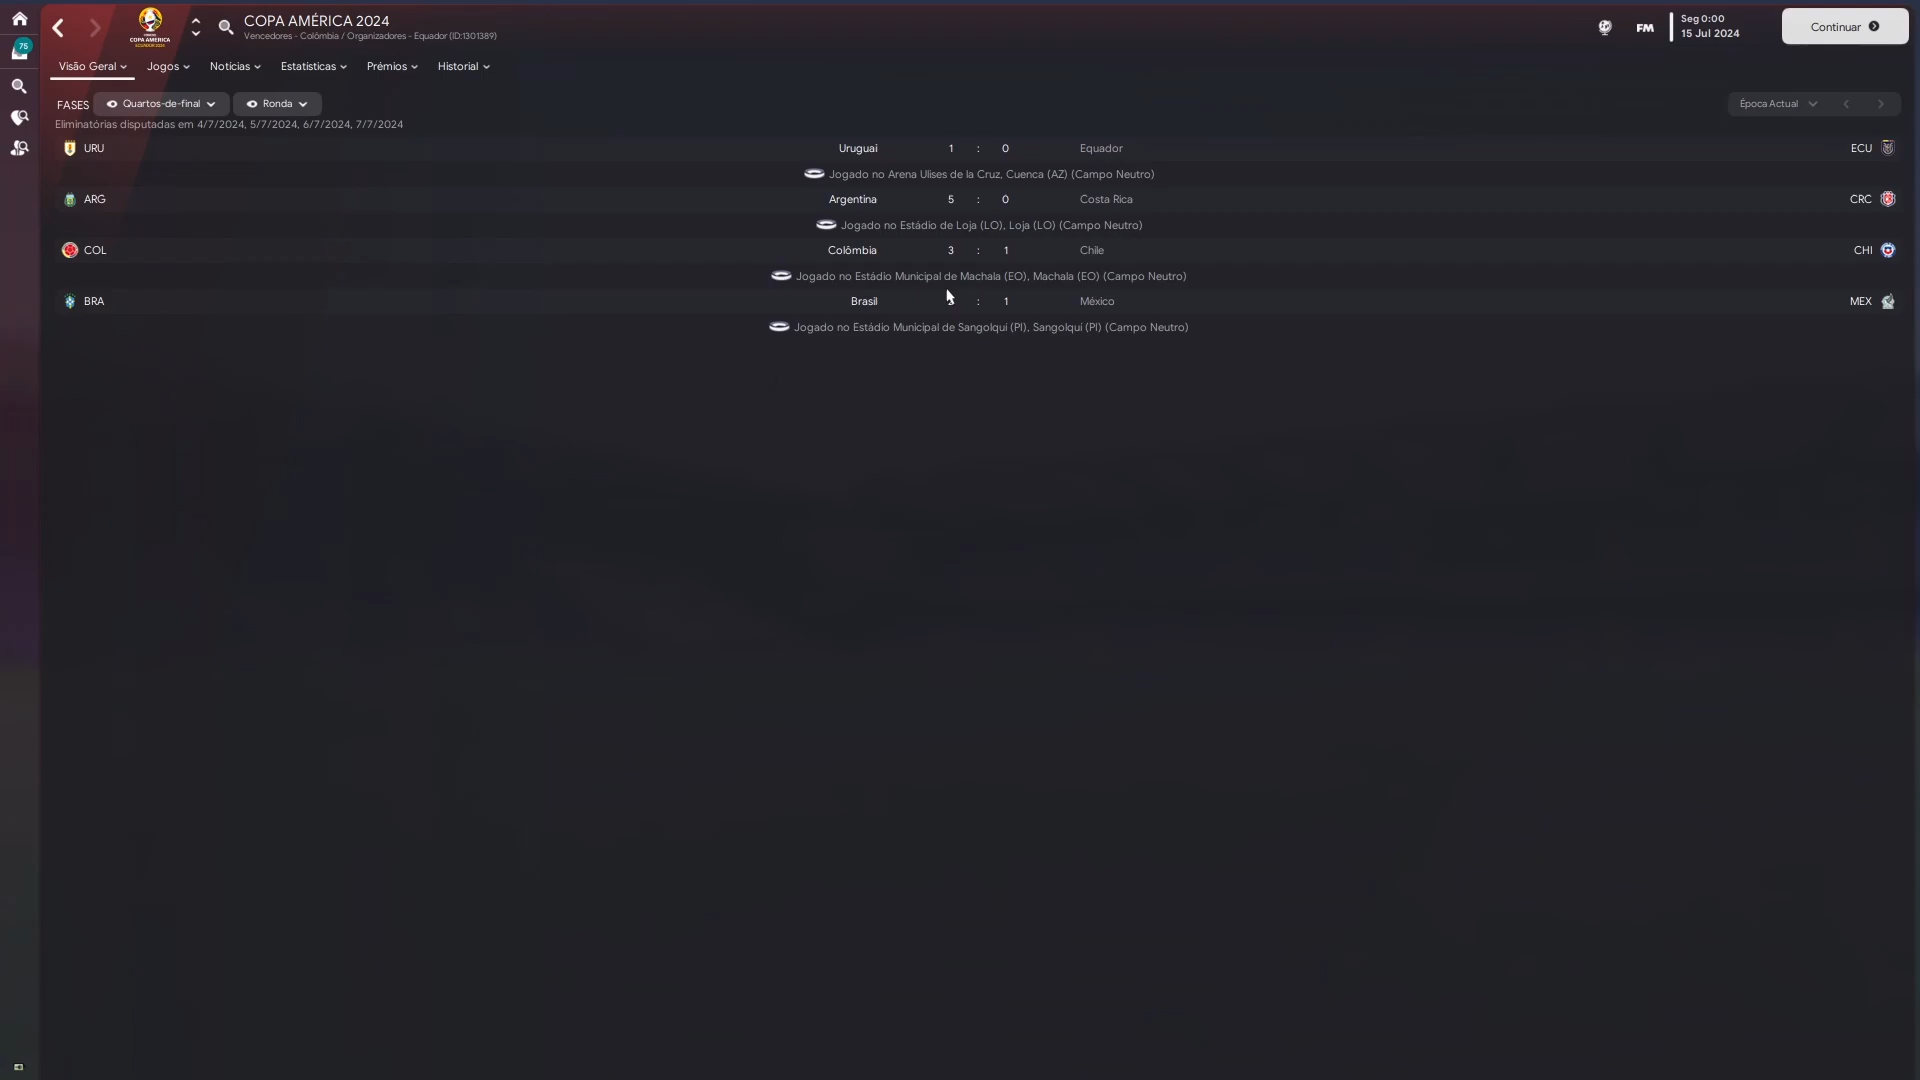 COPA AMÉRICA 2024
Vencedores - Colômbia / Organizadores - Equador (ID:1301389)
75
COPA AMERICA
FM
Seg 0:00
15 Jul 2024
Continuar
Visão Geral
Jogos
Notícias
Estatísticas
Prémios
Historial
FASES
Quartos-de-final
Ronda
Época Actual
Eliminatórias disputadas em 4/7/2024, 5/7/2024, 6/7/2024, 7/7/2024
URU Uruguai 1 : 0 Equador ECU
Jogado no Arena Ulises de la Cruz, Cuenca (AZ) (Campo Neutro)
ARG Argentina 5 : 0 Costa Rica CRC
Jogado no Estádio de Loja (LO), Loja (LO) (Campo Neutro)
COL Colômbia 3 : 1 Chile CHI
Jogado no Estádio Municipal de Machala (EO), Machala (EO) (Campo Neutro)
BRA Brasil : 1 México MEX
Jogado no Estádio Municipal de Sangolquí (PI), Sangolquí (PI) (Campo Neutro)